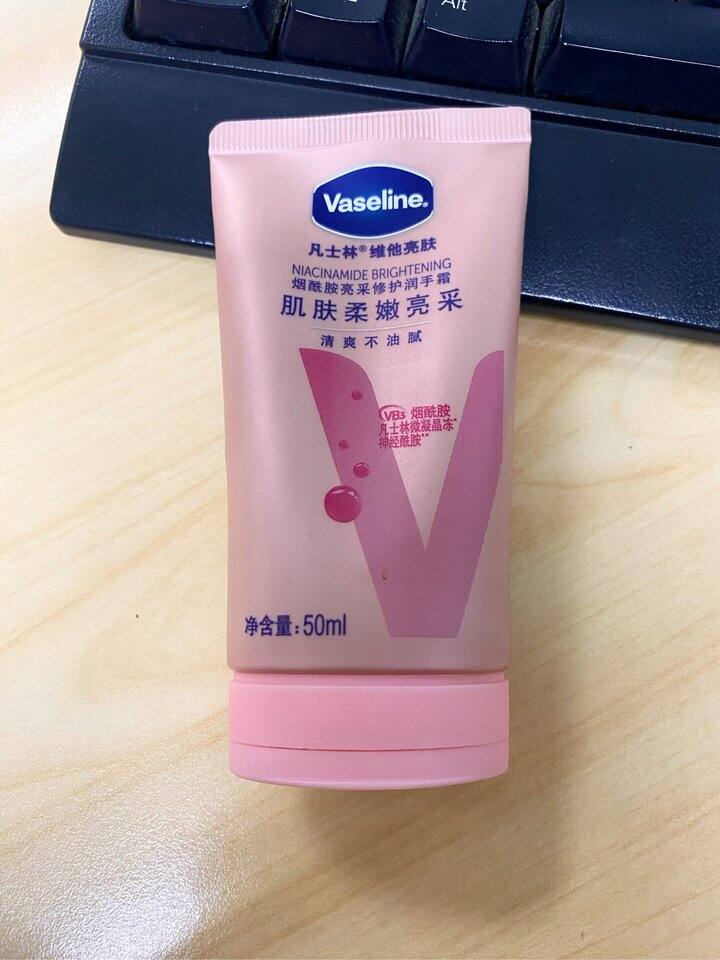 Alt
Vaseline®
凡士林®维他亮肤
NIACINAMIDE BRIGHTENING
烟酰胺亮采修护润手霜
肌肤柔嫩亮采
清爽不油腻
VB3 烟酰胺
凡士林微凝晶冻*
神经酰胺**
净含量:50ml